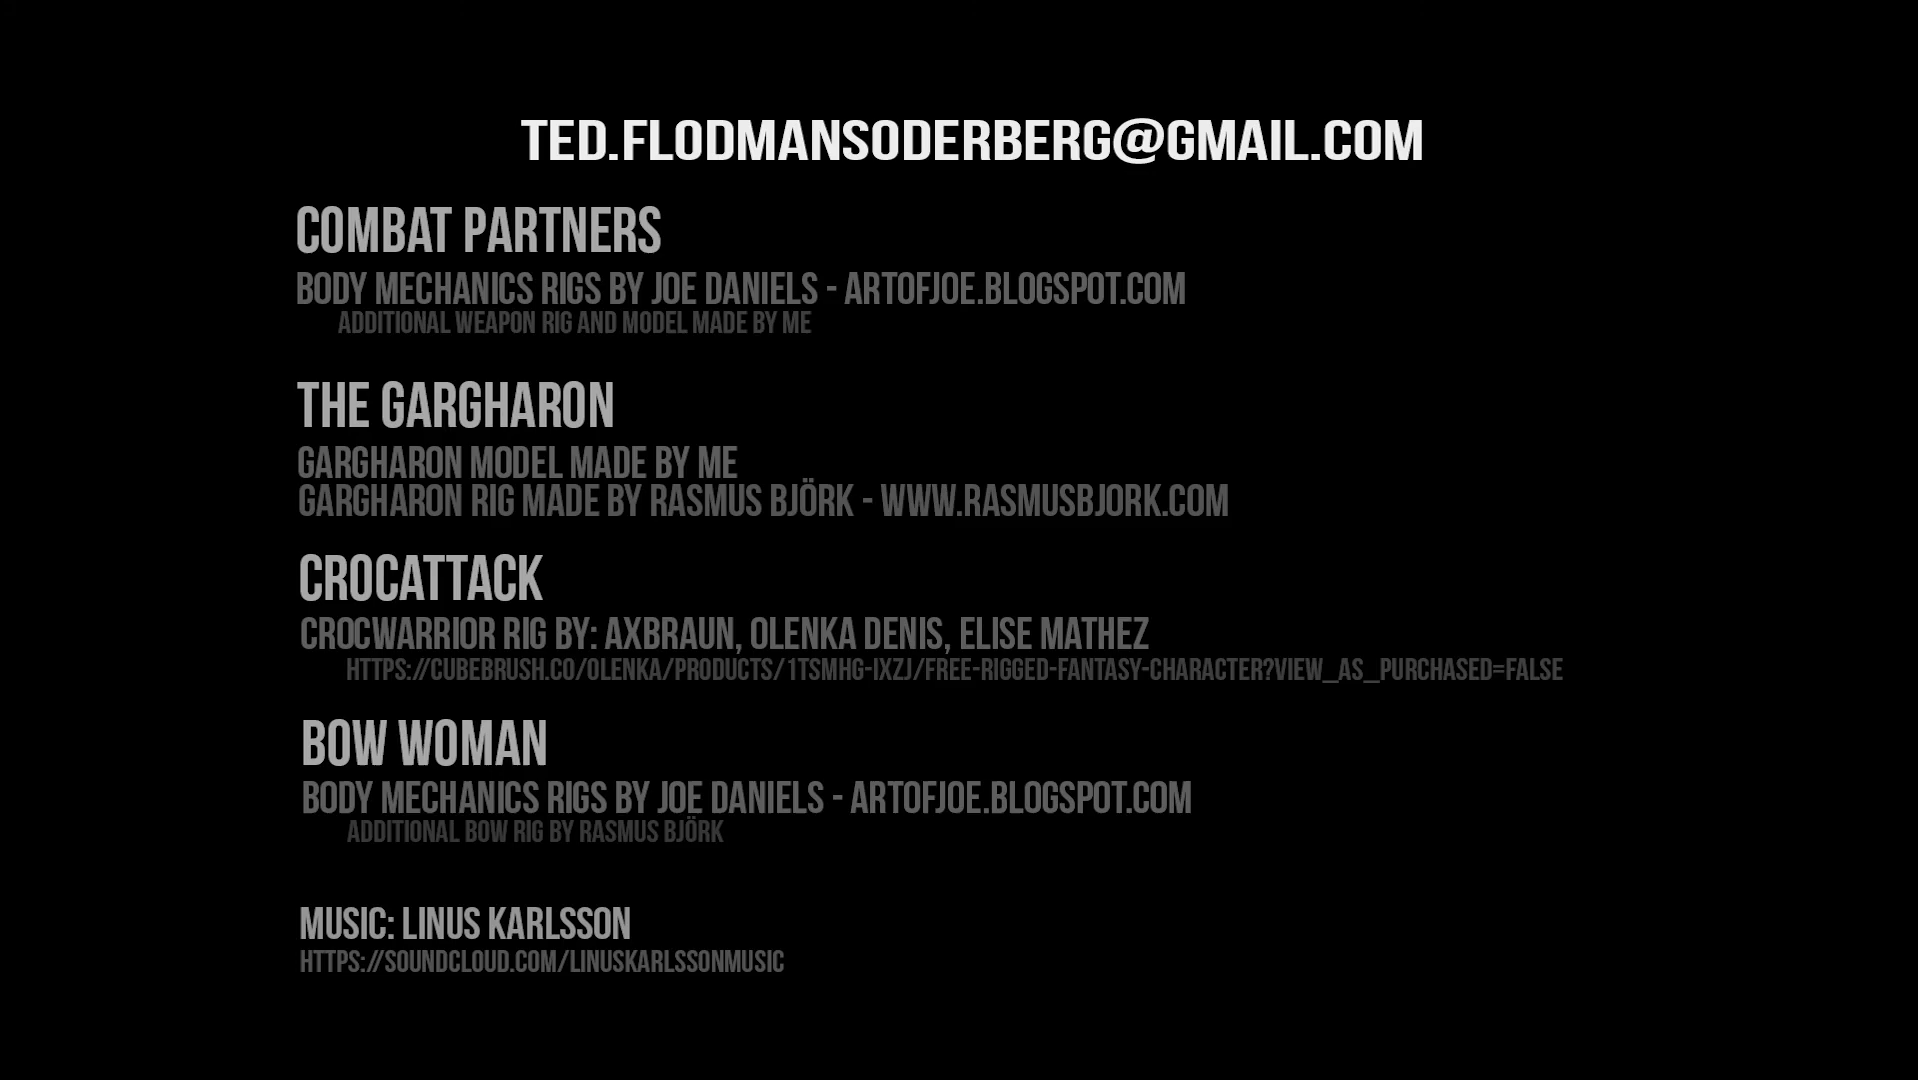 TED.FLODMANSODERBERG@GMAIL.COM
COMBAT PARTNERS
BODY MECHANICS RIGS BY JOE DANIELS - ARTOFJOE.BLOGSPOT.COM
ADDITIONAL WEAPON RIG AND MODEL MADE BY ME
THE GARGHARON
GARGHARON MODEL MADE BY ME
GARGHARON RIG MADE BY RASMUS BJÖRK - WWW.RASMUSBJORK.COM
CROCATTACK
CROCWARRIOR RIG BY: AXBRAUN, OLENKA DENIS, ELISE MATHEZ
HTTPS://CUBEBRUSH.CO/OLENKA/PRODUCTS/1TSMHG-IXZJ/FREE-RIGGED-FANTASY-CHARACTER?VIEW_AS_PURCHASED=FALSE
BOW WOMAN
BODY MECHANICS RIGS BY JOE DANIELS - ARTOFJOE.BLOGSPOT.COM
ADDITIONAL BOW RIG BY RASMUS BJÖRK
MUSIC: LINUS KARLSSON
HTTPS://SOUNDCLOUD.COM/LINUSKARLSSONMUSIC